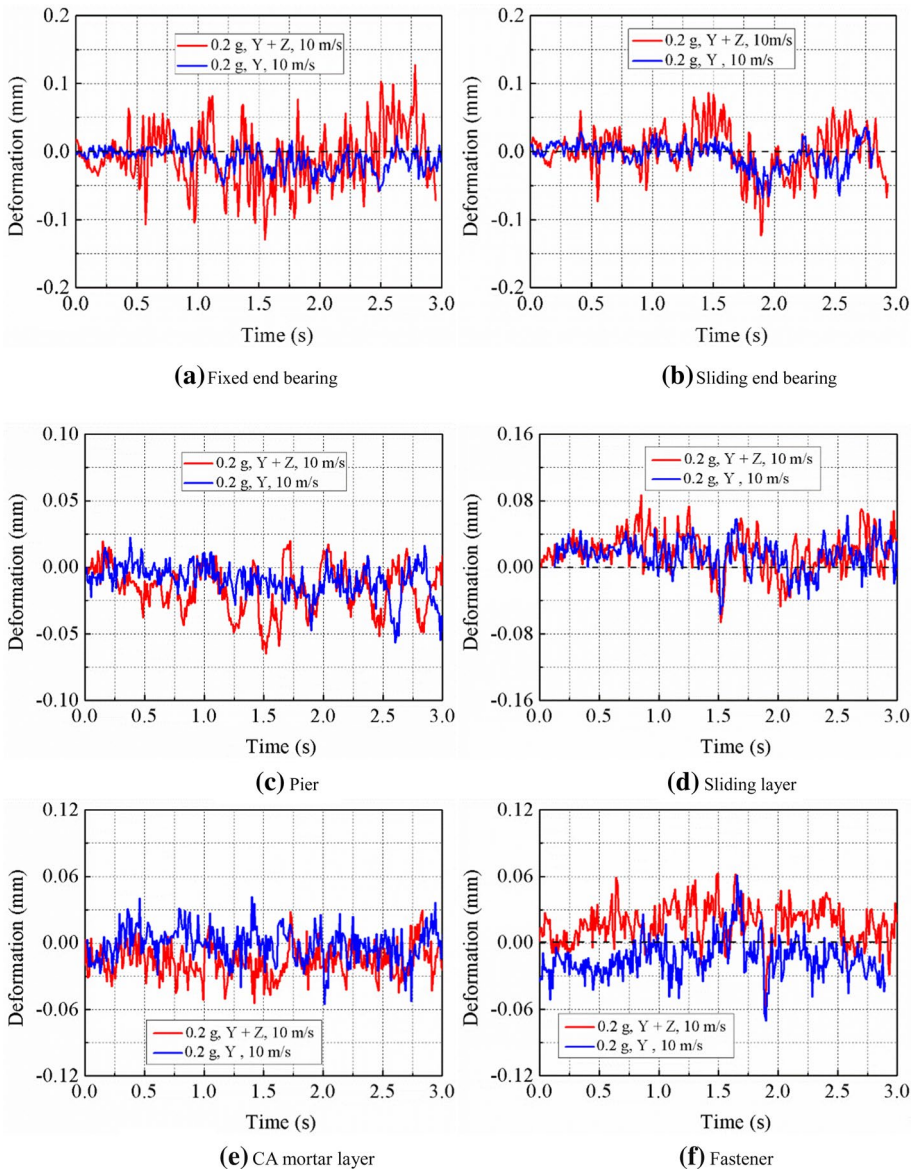 0.2
0.1
0.0
-0.1
-0.2
Deformation (mm)
0.2 g, Y + Z, 10 m/s
0.2 g, Y, 10 m/s
0.0 0.5 1.0 1.5 2.0 2.5 3.0
Time (s)
(a) Fixed end bearing
0.2
0.1
0.0
-0.1
-0.2
Deformation (mm)
0.2 g, Y + Z, 10m/s
0.2 g, Y , 10 m/s
0.0 0.5 1.0 1.5 2.0 2.5 3.0
Time (s)
(b) Sliding end bearing
0.10
0.05
0.00
-0.05
-0.10
Deformation (mm)
0.2 g, Y + Z, 10 m/s
0.2 g, Y, 10 m/s
0.0 0.5 1.0 1.5 2.0 2.5 3.0
Time (s)
(c) Pier
0.16
0.08
0.00
-0.08
-0.16
Deformation (mm)
0.2 g, Y + Z, 10 m/s
0.2 g, Y , 10 m/s
0.0 0.5 1.0 1.5 2.0 2.5 3.0
Time (s)
(d) Sliding layer
0.12
0.06
0.00
-0.06
-0.12
Deformation (mm)
0.2 g, Y + Z, 10 m/s
0.2 g, Y , 10 m/s
0.0 0.5 1.0 1.5 2.0 2.5 3.0
Time (s)
(e) CA mortar layer
0.12
0.06
0.00
-0.06
-0.12
Deformation (mm)
0.2 g, Y + Z, 10 m/s
0.2 g, Y , 10 m/s
0.0 0.5 1.0 1.5 2.0 2.5 3.0
Time (s)
(f) Fastener